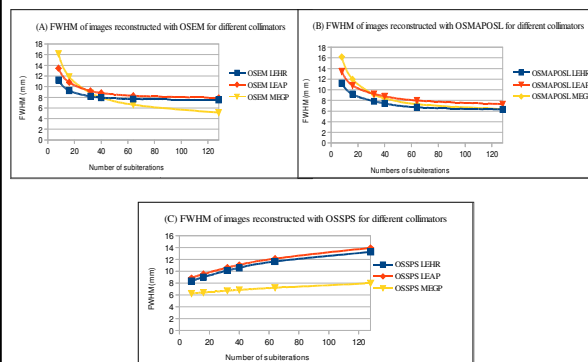 (A) FWHM of images reconstructed with OSEM for different collimators
18
16
14
12
10
8
6
4
2
0
FWHM (mm)
0 20 40 60 80 100 120
Number of subiterations
OSEM LEHR
OSEM LEAP
OSEM MEGP
(B) FWHM of images reconstructed with OSMAPOSL for different collimators
18
16
14
12
10
8
6
4
2
0
FWHM(mm)
0 20 40 60 80 100 120
Numbers of subiterations
OSMAPOSL LEHR
OSMAPOSL LEAP
OSMAPOSL MEGP
(C) FWHM of images reconstructed with OSSPS for different collimators
16
14
12
10
8
6
4
2
0
FWHM (mm)
0 20 40 60 80 100 120
Number of subiterations
OSSPS LEHR
OSSPS LEAP
OSSPS MEGP